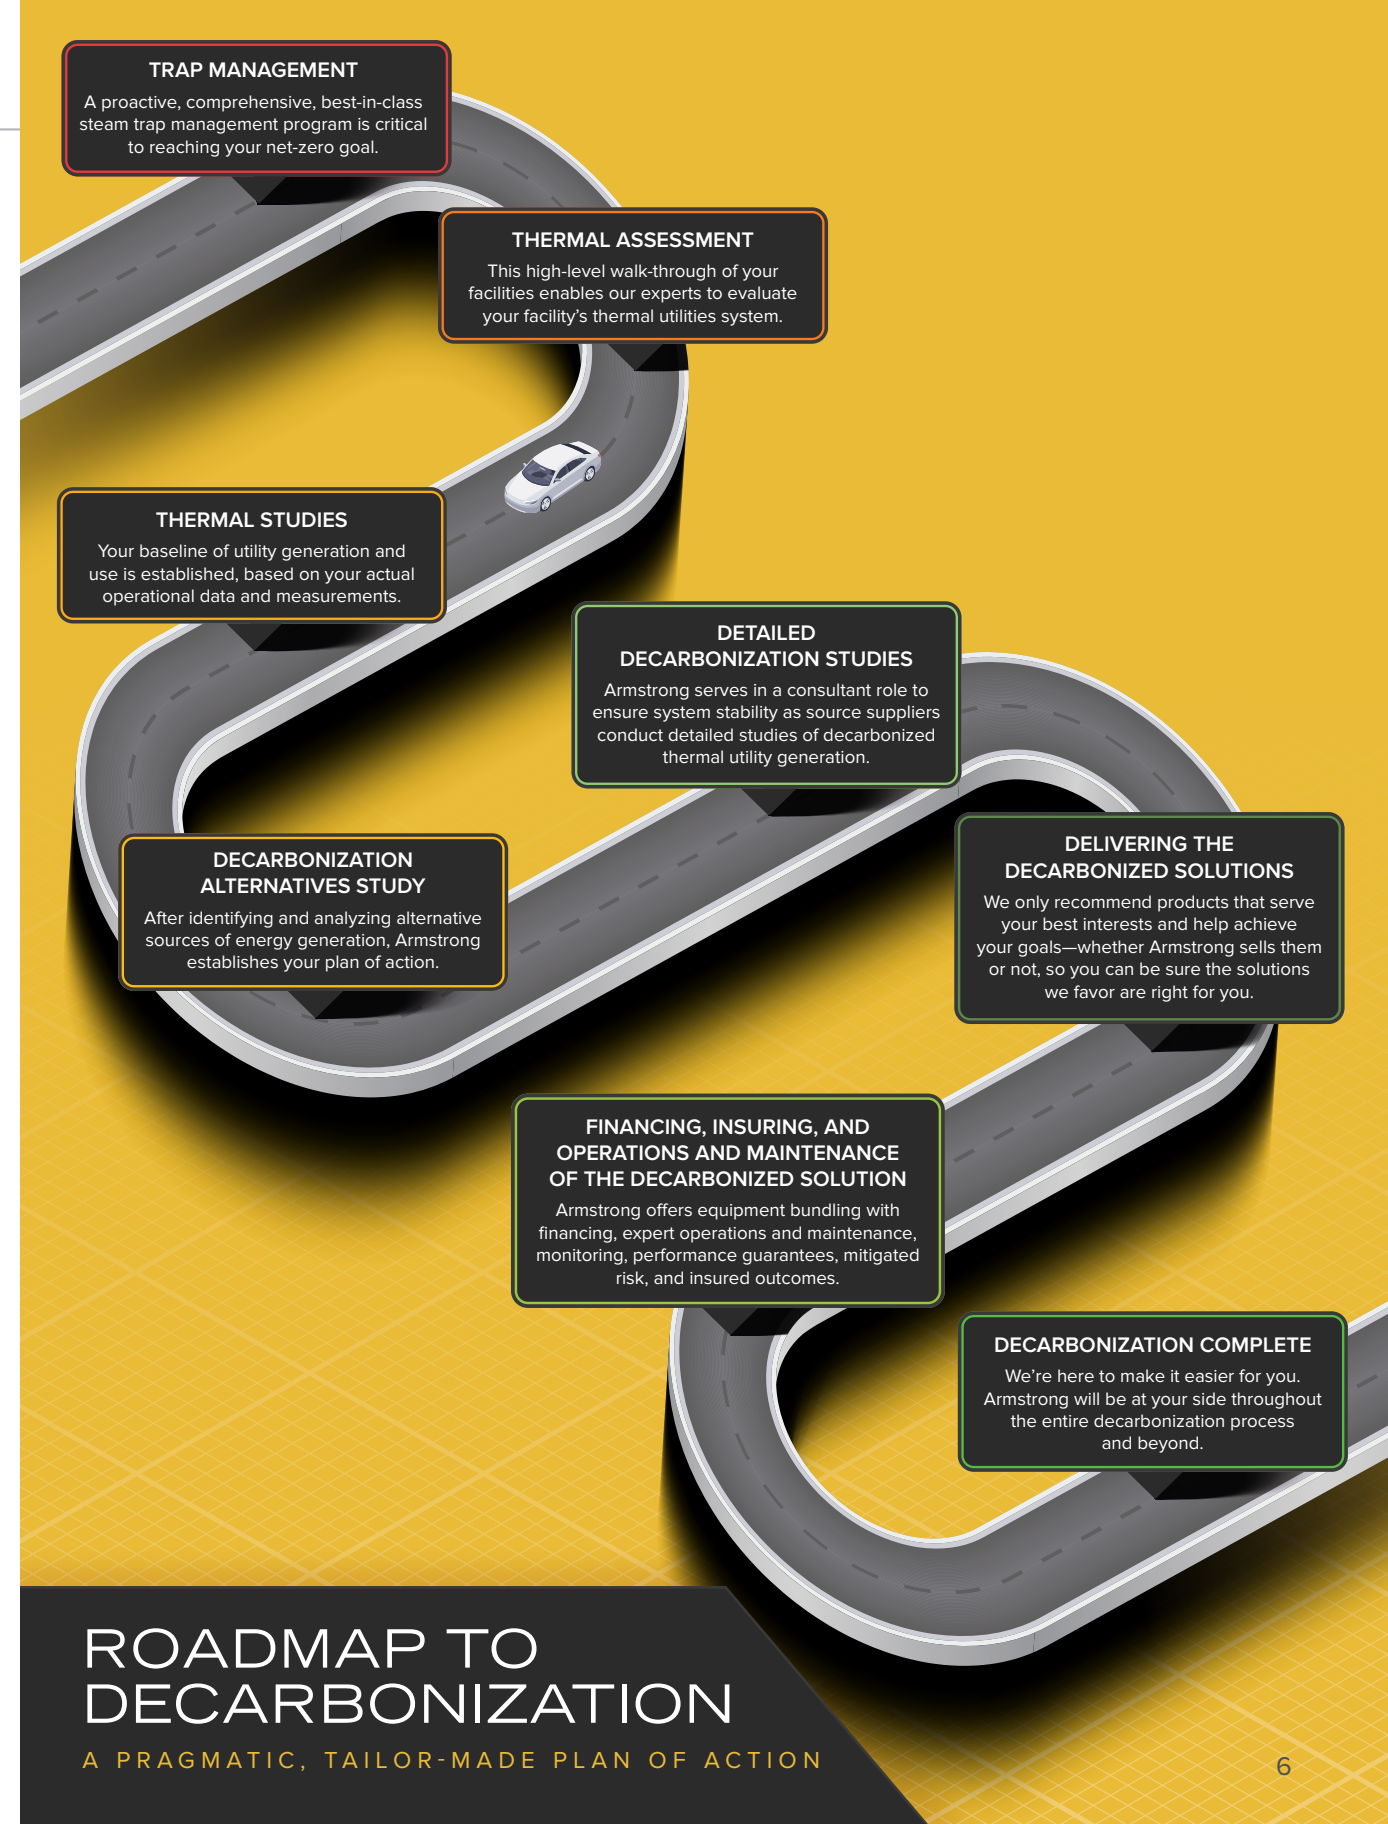 TRAP MANAGEMENT
A proactive, comprehensive, best-in-class
steam trap management program is critical
to reaching your net-zero goal.
THERMAL ASSESSMENT
This high-level walk-through of your
facilities enables our experts to evaluate
your facility’s thermal utilities system.
THERMAL STUDIES
Your baseline of utility generation and
use is established, based on your actual
operational data and measurements.
DECARBONIZATION
ALTERNATIVES STUDY
After identifying and analyzing alternative
sources of energy generation, Armstrong
establishes your plan of action.
DETAILED
DECARBONIZATION STUDIES
Armstrong serves in a consultant role to
ensure system stability as source suppliers
conduct detailed studies of decarbonized
thermal utility generation.
DELIVERING THE
DECARBONIZED SOLUTIONS
We only recommend products that serve
your best interests and help achieve
your goals—whether Armstrong sells them
or not, so you can be sure the solutions
we favor are right for you.
FINANCING, INSURING, AND
OPERATIONS AND MAINTENANCE
OF THE DECARBONIZED SOLUTION
Armstrong offers equipment bundling with
financing, expert operations and maintenance,
monitoring, performance guarantees, mitigated
risk, and insured outcomes.
DECARBONIZATION COMPLETE
We’re here to make it easier for you.
Armstrong will be at your side throughout
the entire decarbonization process
and beyond.
ROADMAP TO
DECARBONIZATION
A PRAGMATIC, TAILOR-MADE PLAN OF ACTION
6